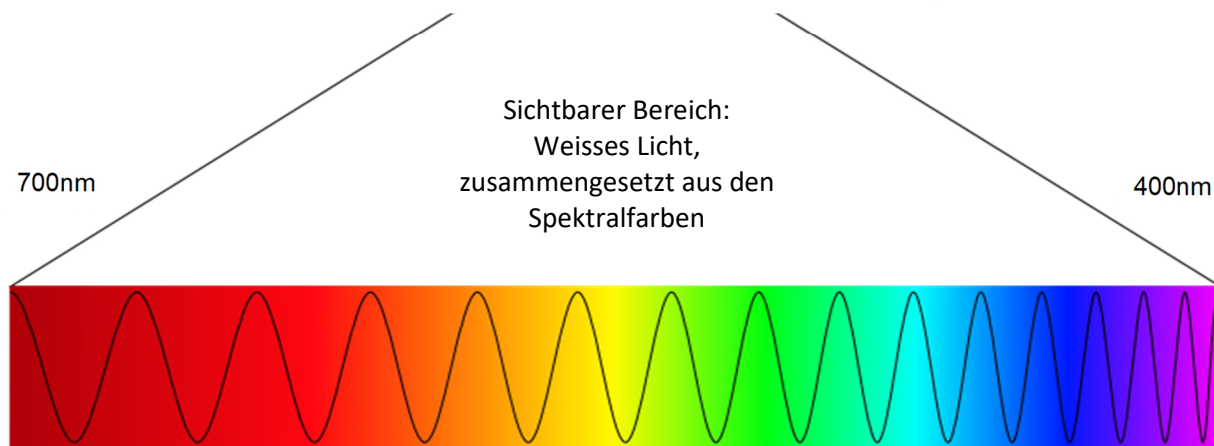 Sichtbarer Bereich:
Weisses Licht,
zusammengesetzt aus den
Spektralfarben
700nm
400nm